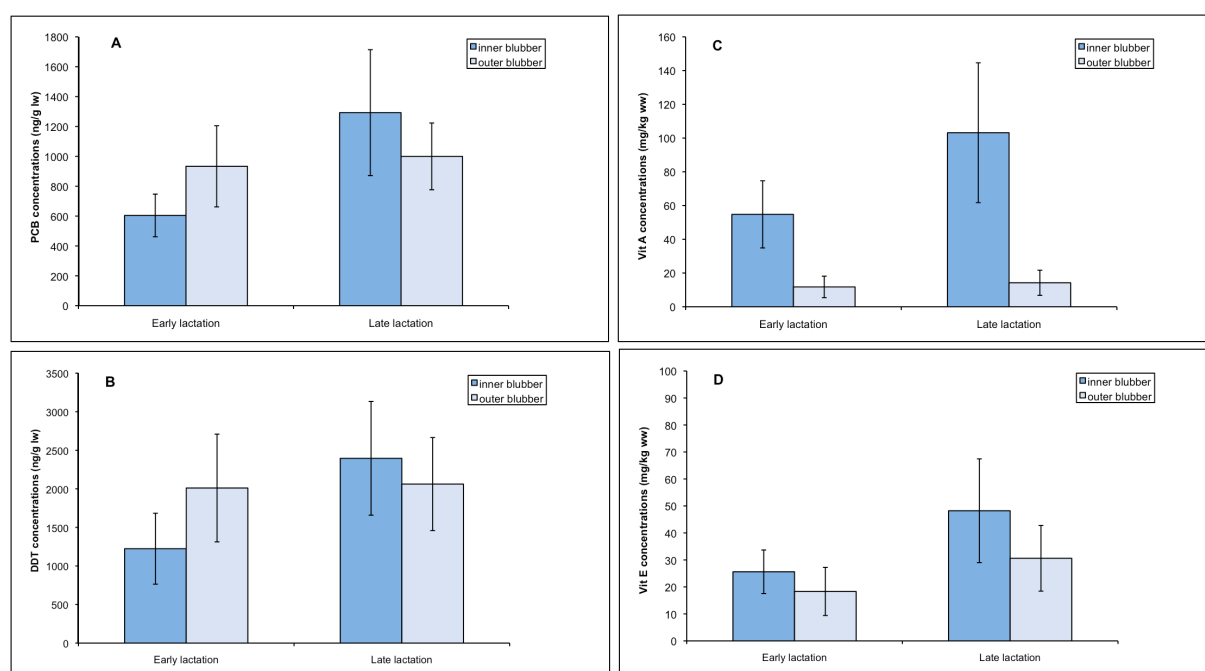 A
PCB concentrations (ng/g lw)
1800
1600
1400
1200
1000
800
600
400
200
0
inner blubber
outer blubber
Early lactation
Late lactation
C
Vit A concentrations (mg/kg ww)
160
140
120
100
80
60
40
20
0
inner blubber
outer blubber
Early lactation
Late lactation
B
DDT concentrations (ng/g lw)
3500
3000
2500
2000
1500
1000
500
0
inner blubber
outer blubber
Early lactation
Late lactation
D
Vit E concentrations (mg/kg ww)
100
90
80
70
60
50
40
30
20
10
0
inner blubber
outer blubber
Early lactation
Late lactation